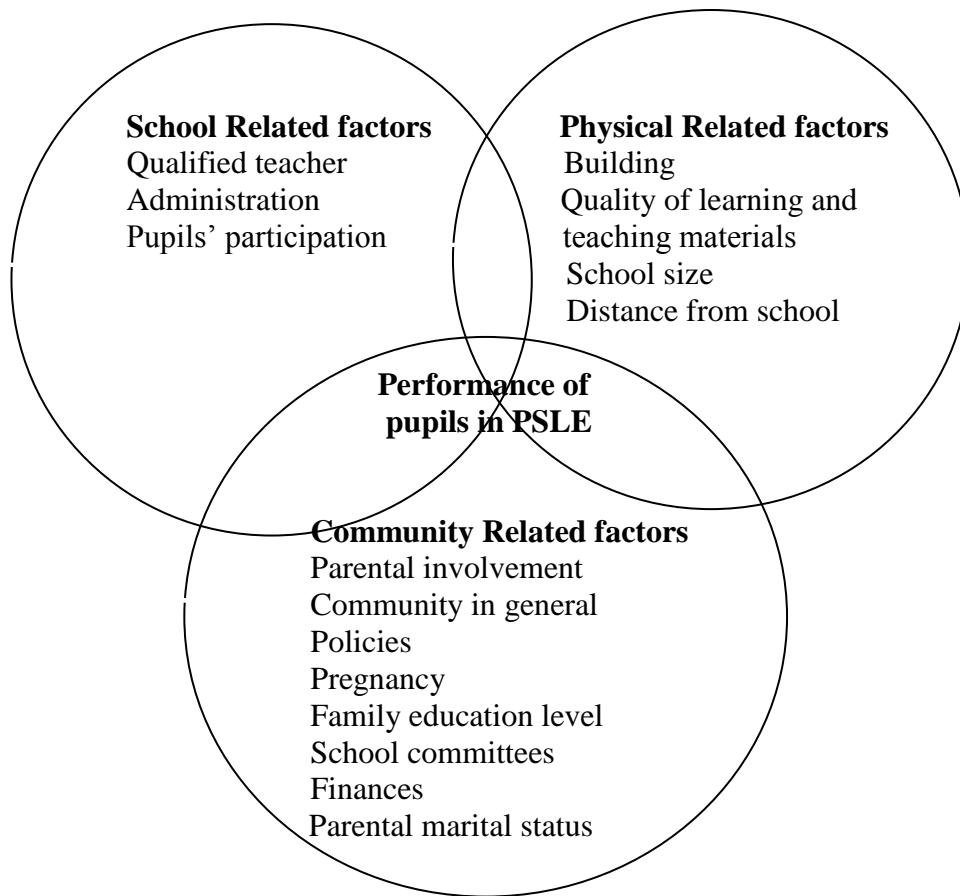 School Related factors
Qualified teacher
Administration
Pupils’ participation
Physical Related factors
Building
Quality of learning and
teaching materials
School size
Distance from school
Performance of
pupils in PSLE
Community Related factors
Parental involvement
Community in general
Policies
Pregnancy
Family education level
School committees
Finances
Parental marital status